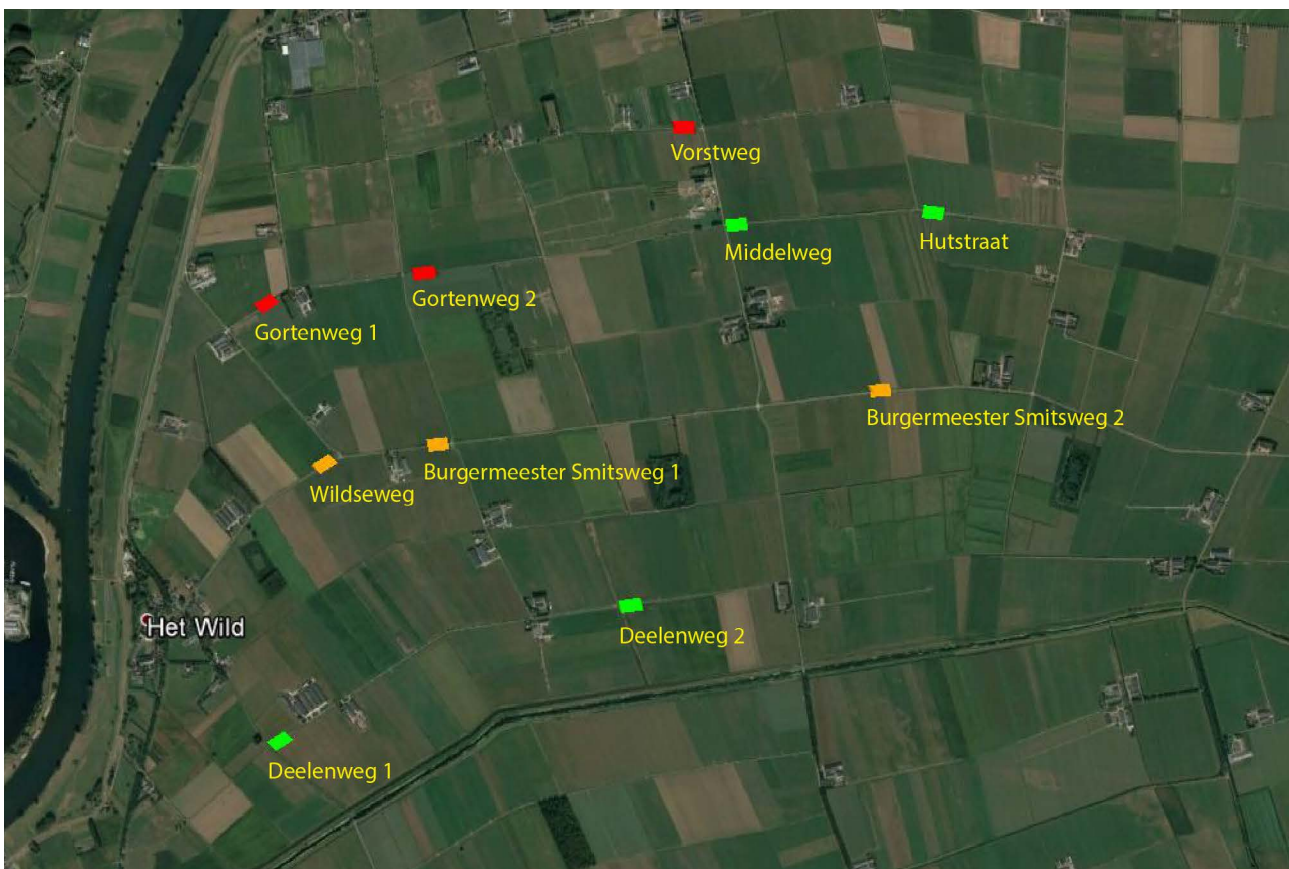 Vorstweg
Hutstraat
Middelweg
Gortenweg 2
Gortenweg 1
Burgermeester Smitsweg 2
Burgermeester Smitsweg 1
Wildseweg
Het Wild
Deelenweg 2
Deelenweg 1